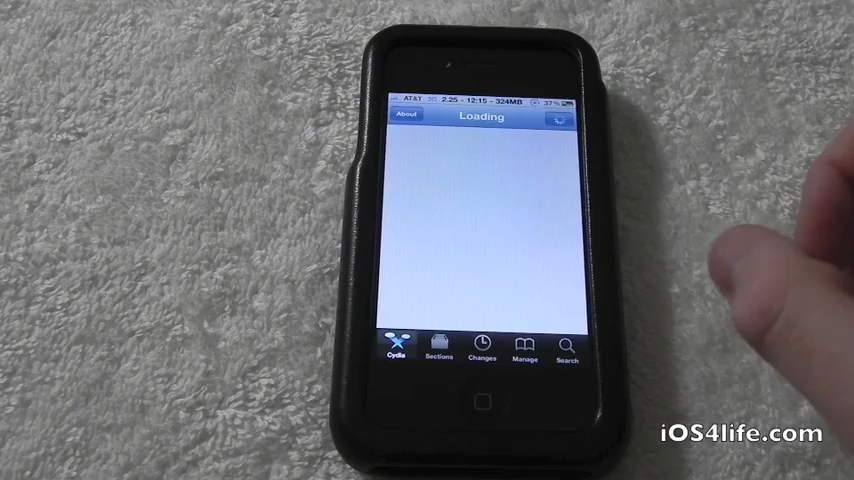 AT&T 3G 2.25 - 12:15 - 324MB 37%
About Loading
Cydia Sections Changes Manage Search
iOS4life.com